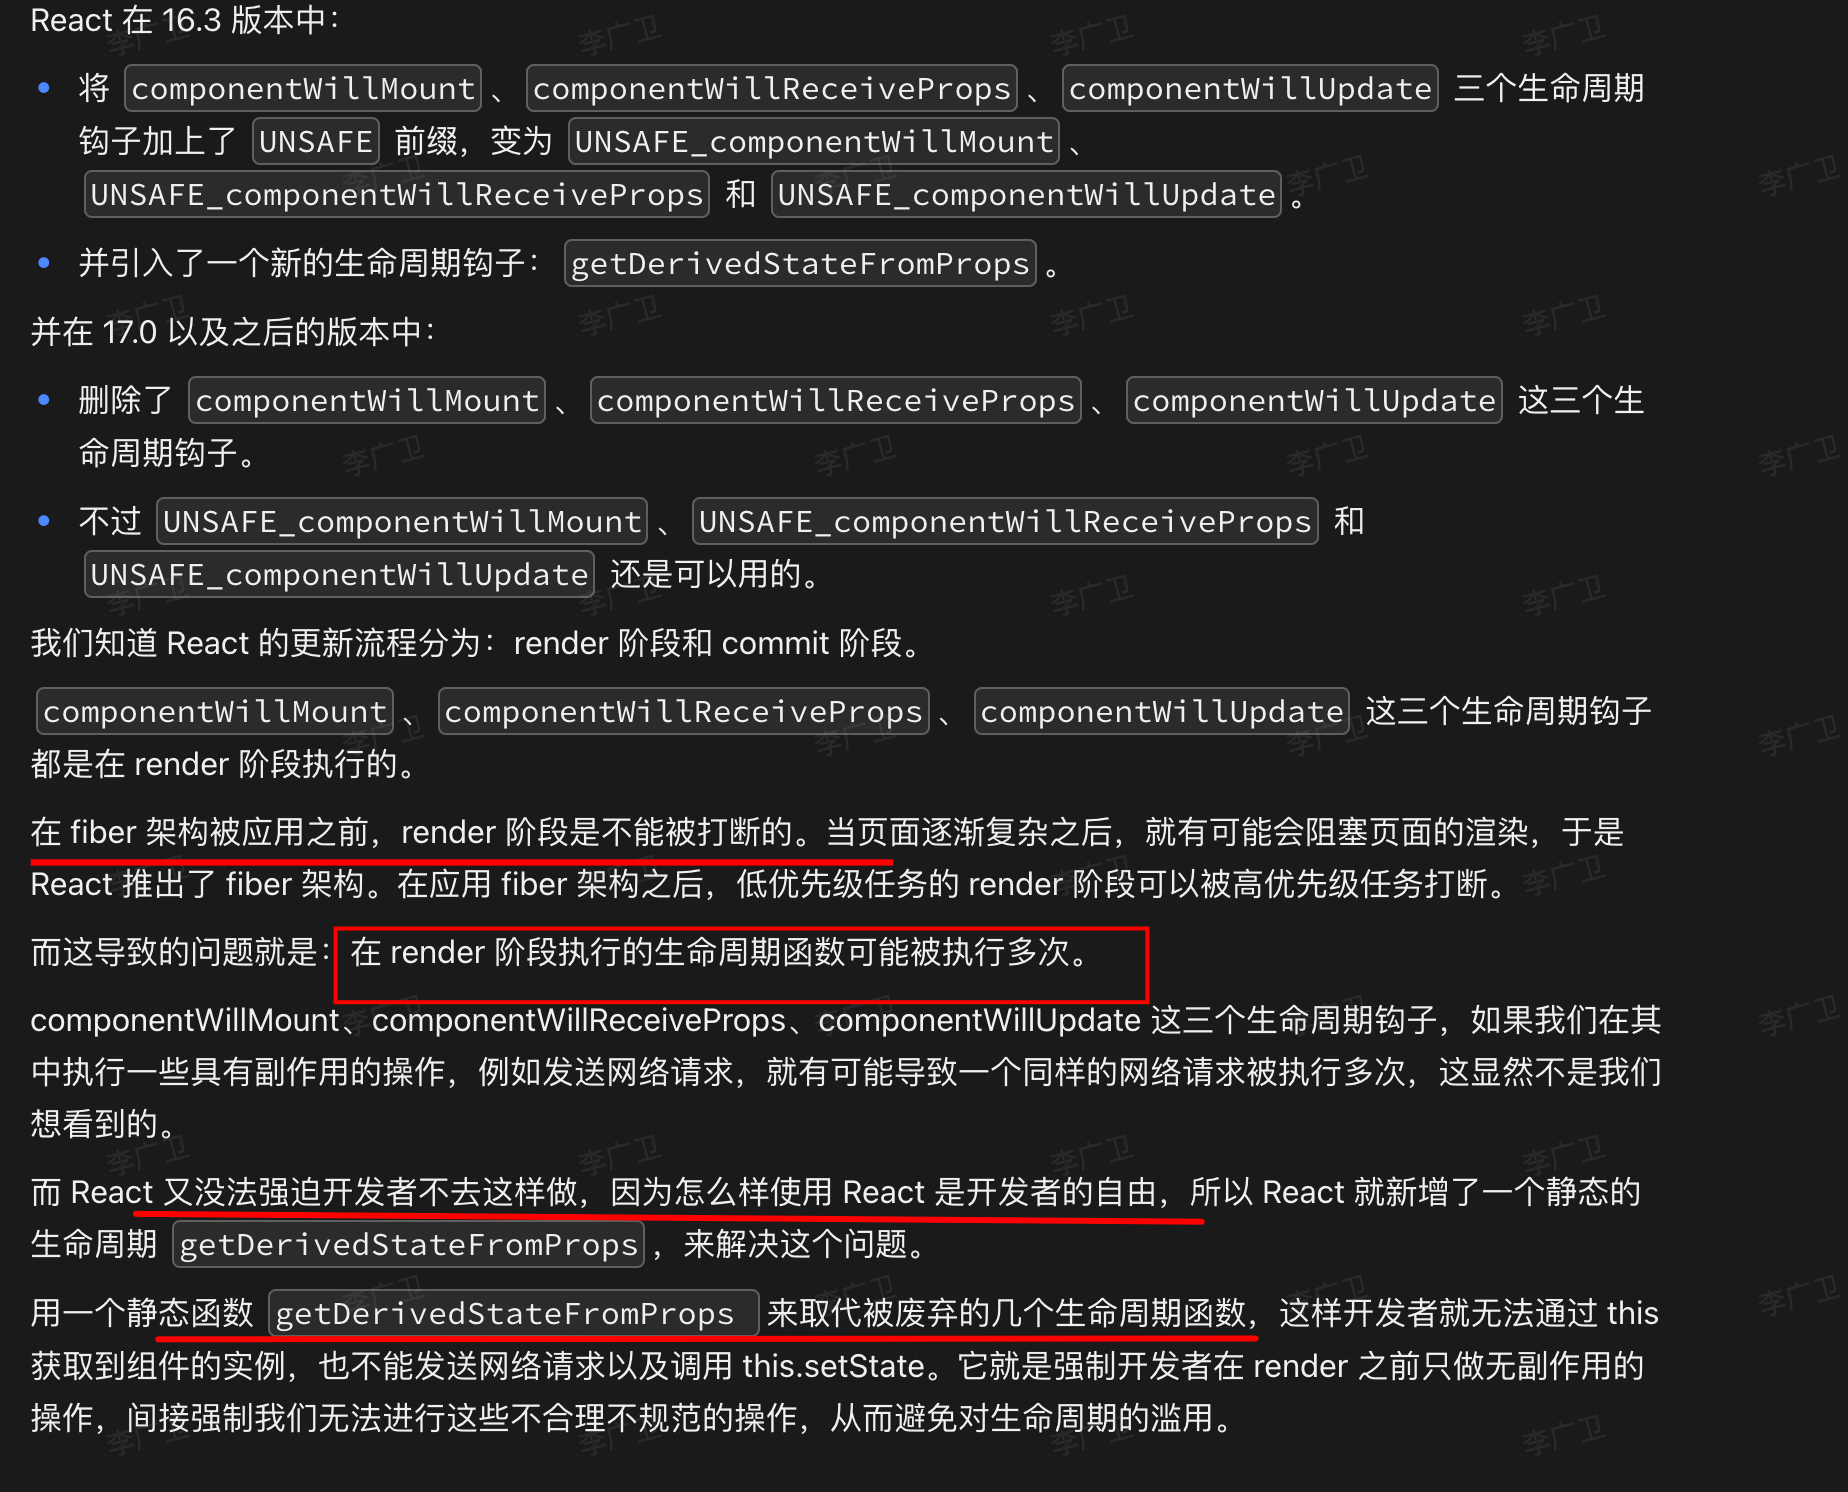 React 在 16.3 版本中：
将 componentWillMount 、 componentWillReceiveProps 、 componentWillUpdate 三个生命周期
钩子加上了 UNSAFE 前缀，变为 UNSAFE_componentWillMount 、
UNSAFE_componentWillReceiveProps 和 UNSAFE_componentWillUpdate 。
并引入了一个新的生命周期钩子： getDerivedStateFromProps 。
并在 17.0 以及之后的版本中：
删除了 componentWillMount 、 componentWillReceiveProps 、 componentWillUpdate 这三个生
命周期钩子。
不过 UNSAFE_componentWillMount 、 UNSAFE_componentWillReceiveProps 和
UNSAFE_componentWillUpdate 还是可以用的。
我们知道 React 的更新流程分为：render 阶段和 commit 阶段。
componentWillMount 、 componentWillReceiveProps 、 componentWillUpdate 这三个生命周期钩子
都是在 render 阶段执行的。
在 fiber 架构被应用之前，render 阶段是不能被打断的。当页面逐渐复杂之后，就有可能会阻塞页面的渲染，于是
React 推出了 fiber 架构。在应用 fiber 架构之后，低优先级任务的 render 阶段可以被高优先级任务打断。
而这导致的问题就是：在 render 阶段执行的生命周期函数可能被执行多次。
componentWillMount、componentWillReceiveProps、componentWillUpdate 这三个生命周期钩子，如果我们在其
中执行一些具有副作用的操作，例如发送网络请求，就有可能导致一个同样的网络请求被执行多次，这显然不是我们
想看到的。
而 React 又没法强迫开发者不去这样做，因为怎么样使用 React 是开发者的自由，所以 React 就新增了一个静态的
生命周期 getDerivedStateFromProps ，来解决这个问题。
用一个静态函数 getDerivedStateFromProps 来取代被废弃的几个生命周期函数，这样开发者就无法通过 this
获取到组件的实例，也不能发送网络请求以及调用 this.setState。它就是强制开发者在 render 之前只做无副作用的
操作，间接强制我们无法进行这些不合理不规范的操作，从而避免对生命周期的滥用。
李广卫